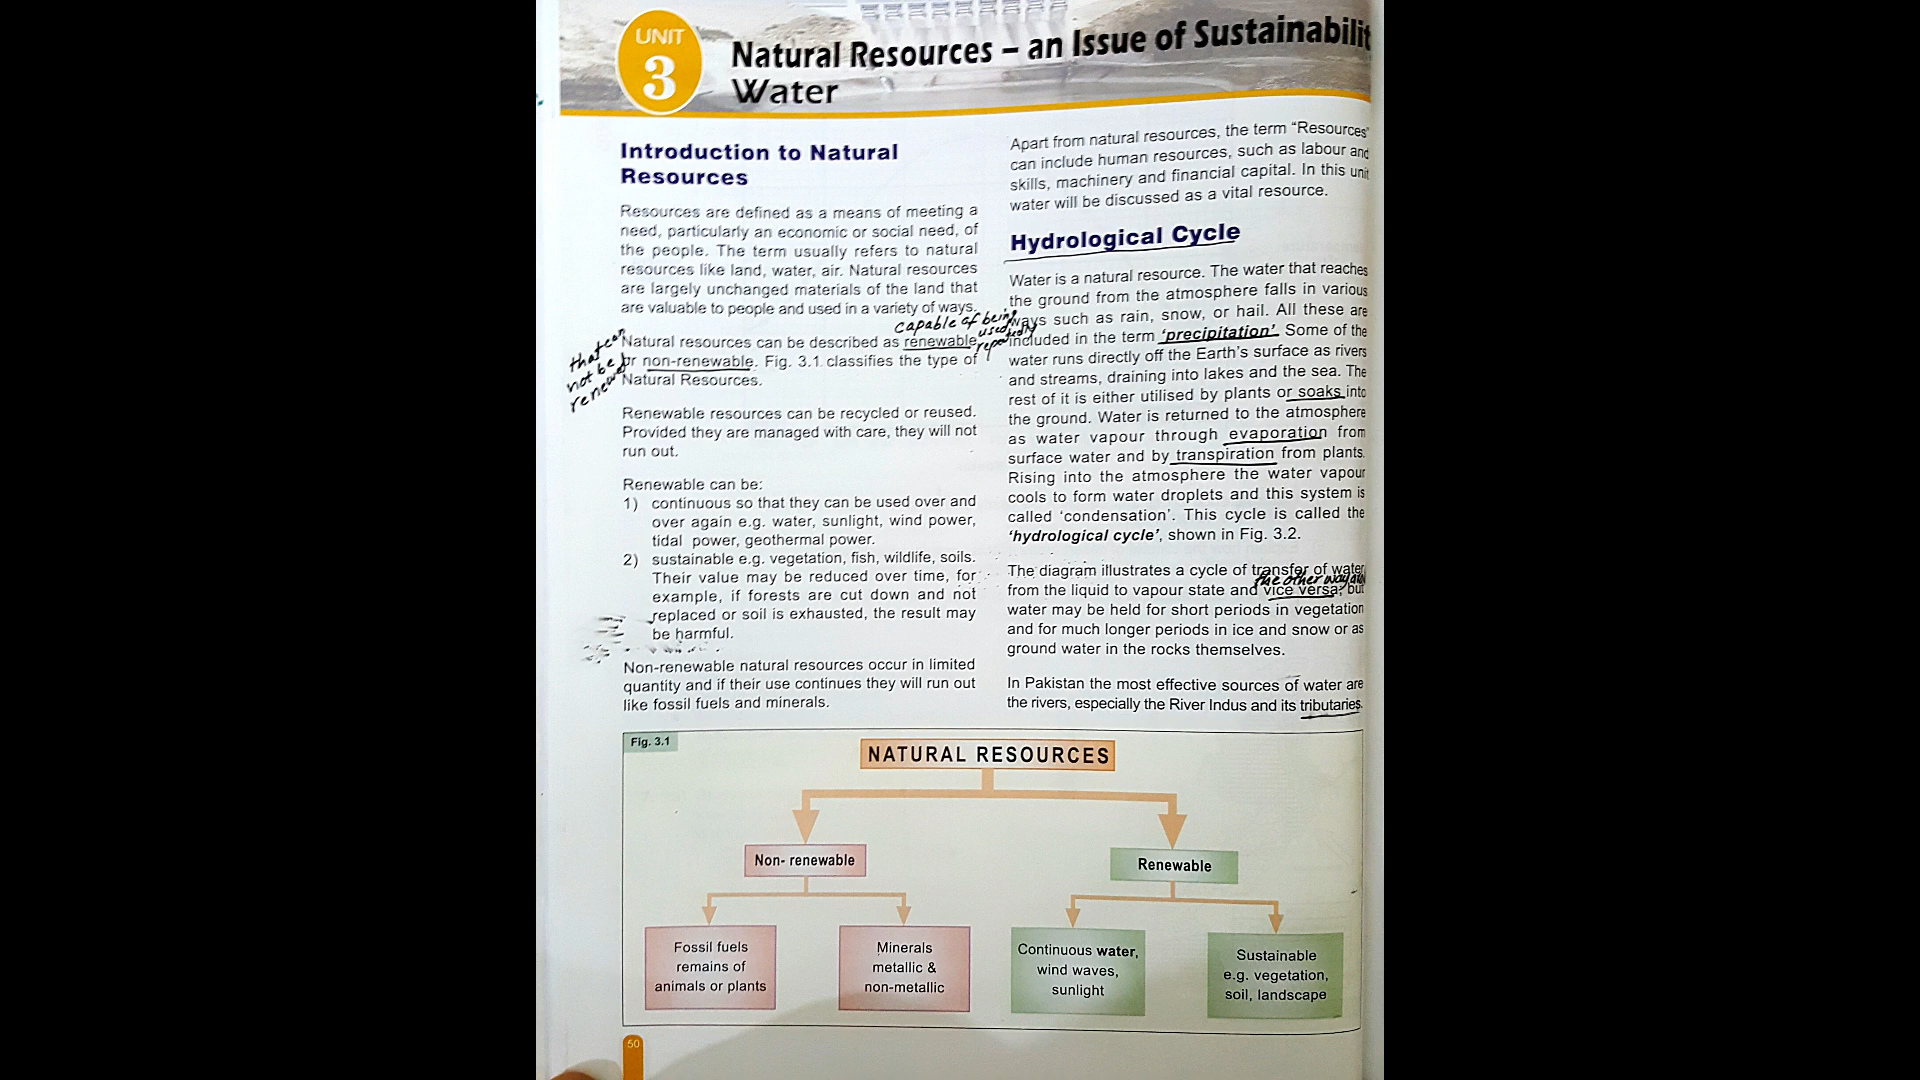 UNIT
3
Natural Resources – an Issue of Sustainabilit
Water
Introduction to Natural
Resources
Resources are defined as a means of meeting a
need, particularly an economic or social need, of
the people. The term usually refers to natural
resources like land, water, air. Natural resources
are largely unchanged materials of the land that
are valuable to people and used in a variety of ways.
capable of being
used
repeatedly
that can
not be
renewed
Natural resources can be described as renewable
or non-renewable. Fig. 3.1 classifies the type of
Natural Resources.
Renewable resources can be recycled or reused.
Provided they are managed with care, they will not
run out.
Renewable can be:
1) continuous so that they can be used over and
over again e.g. water, sunlight, wind power,
tidal power, geothermal power.
2) sustainable e.g. vegetation, fish, wildlife, soils.
Their value may be reduced over time, for
example, if forests are cut down and not
replaced or soil is exhausted, the result may
be harmful.
Non-renewable natural resources occur in limited
quantity and if their use continues they will run out
like fossil fuels and minerals.
Apart from natural resources, the term “Resources”
can include human resources, such as labour and
skills, machinery and financial capital. In this unit
water will be discussed as a vital resource.
Hydrological Cycle
Water is a natural resource. The water that reaches
the ground from the atmosphere falls in various
ways such as rain, snow, or hail. All these are
included in the term ‘precipitation’. Some of the
water runs directly off the Earth’s surface as rivers
and streams, draining into lakes and the sea. The
rest of it is either utilised by plants or soaks into
the ground. Water is returned to the atmosphere
as water vapour through evaporation from
surface water and by transpiration from plants.
Rising into the atmosphere the water vapour
cools to form water droplets and this system is
called ‘condensation’. This cycle is called the
‘hydrological cycle’, shown in Fig. 3.2.
The diagram illustrates a cycle of transfer of water
the other way
from the liquid to vapour state and vice versa; but
water may be held for short periods in vegetation
and for much longer periods in ice and snow or as
ground water in the rocks themselves.
In Pakistan the most effective sources of water are
the rivers, especially the River Indus and its tributaries.
Fig. 3.1
NATURAL RESOURCES
Non- renewable
Renewable
Fossil fuels
remains of
animals or plants
Minerals
metallic &
non-metallic
Continuous water,
wind waves,
sunlight
Sustainable
e.g. vegetation,
soil, landscape
50